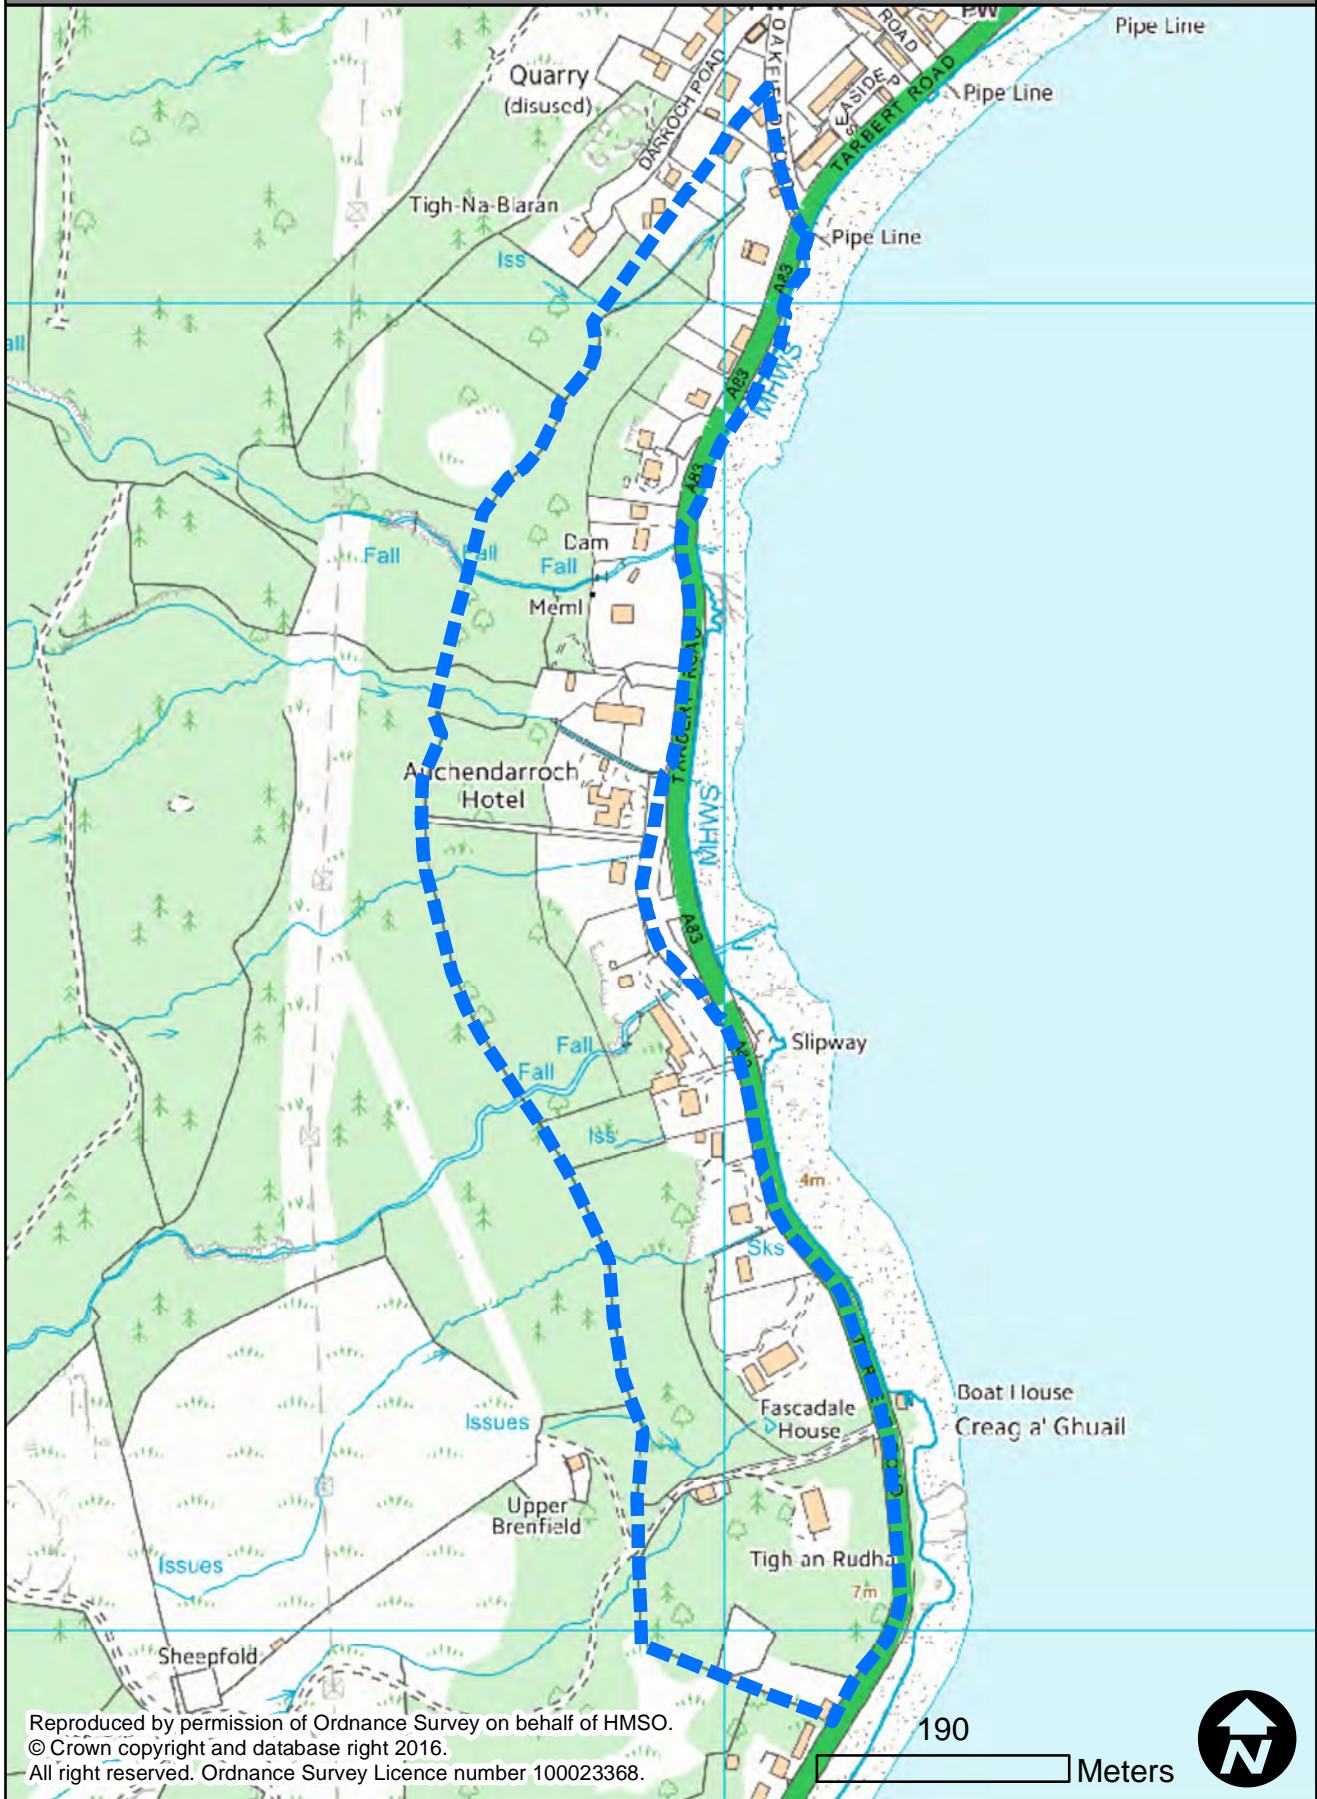 Pipe Line
ROAD
Quarry
(disused)
DARROCH ROAD
Pipe Line
TARBERT ROAD
Tigh-Na-Blaran
Pipe Line
Iss
A83
MHWS
A83
A83
Dam
Fall
Fall
Fall
Meml
TARBERT ROAD
Auchendarroch
Hotel
MHWS
A83
Slipway
Fall
Fall
Iss
4m
Sks
Boat House
Creag a' Ghuail
Fascadale
House
Issues
Upper
Brenfield
Tigh an Rudha
Issues
7m
Sheepfold
Reproduced by permission of Ordnance Survey on behalf of HMSO.
© Crown copyright and database right 2016.
All right reserved. Ordnance Survey Licence number 100023368.
190
Meters
N